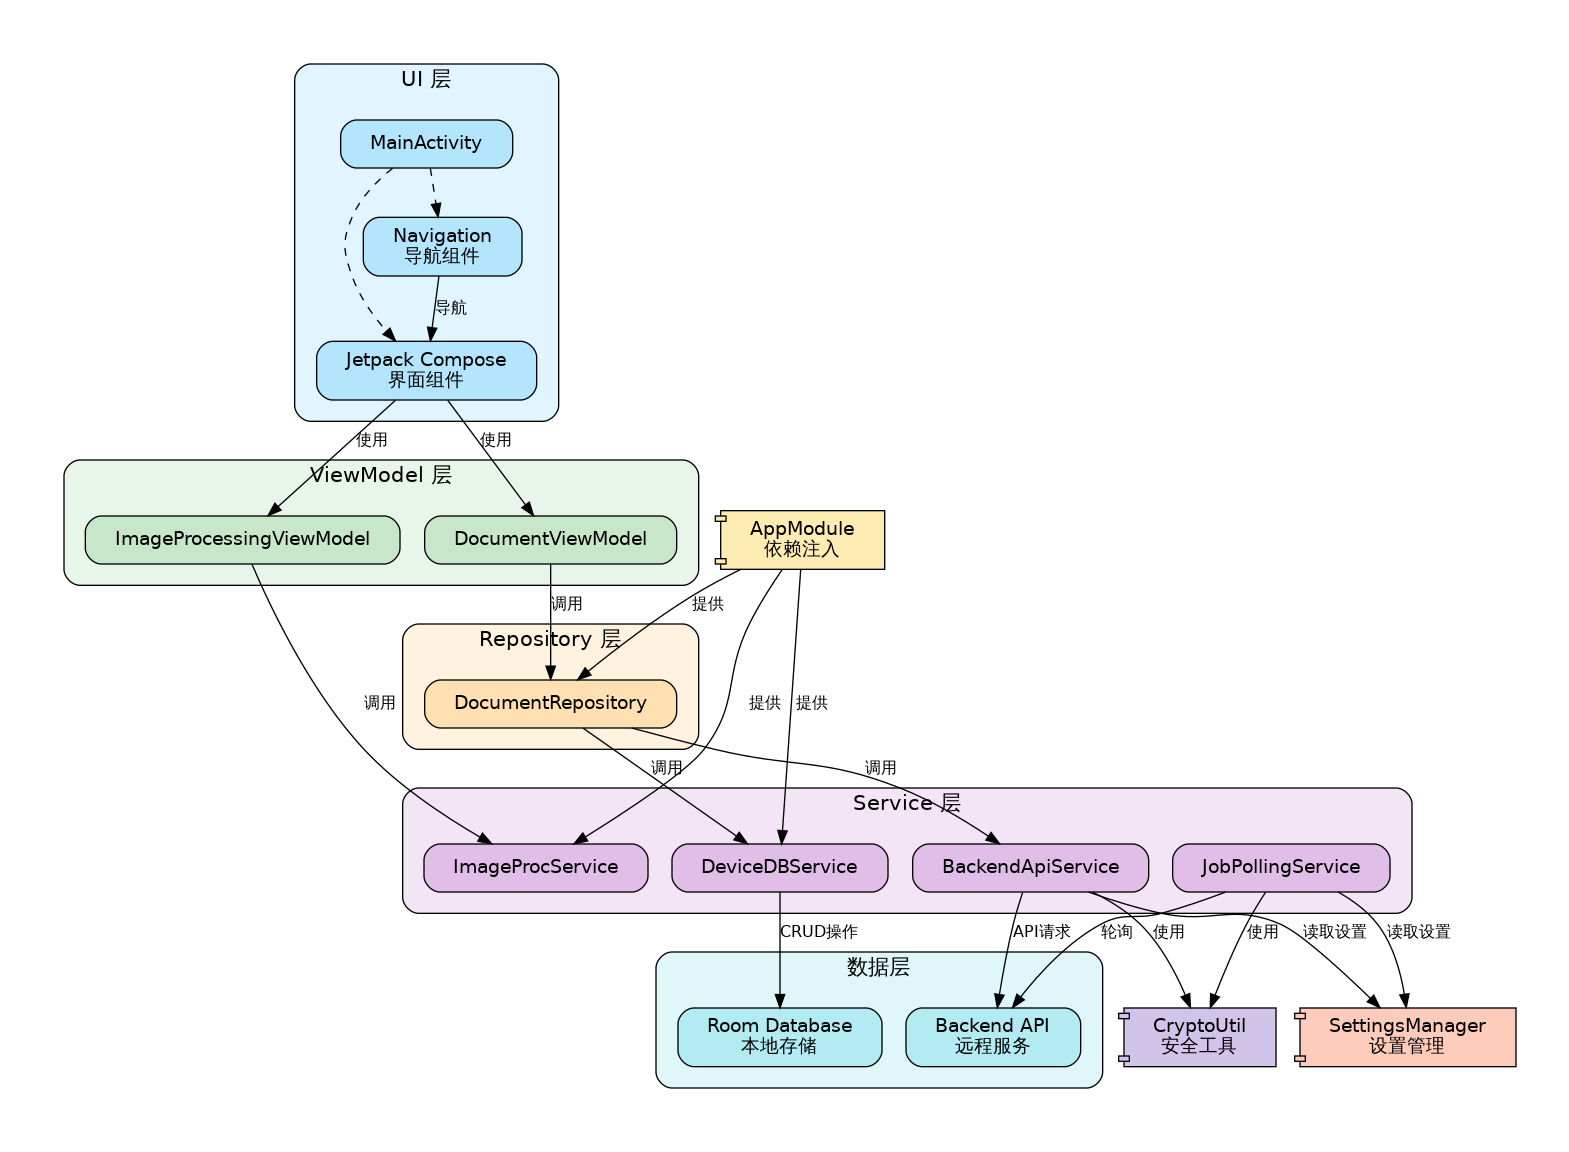 UI 层
MainActivity
Navigation
导航组件
导航
Jetpack Compose
界面组件
使用
使用
ViewModel 层
ImageProcessingViewModel
DocumentViewModel
AppModule
依赖注入
调用
提供
Repository 层
DocumentRepository
调用
提供
提供
调用
调用
Service 层
ImageProcService
DeviceDBService
BackendApiService
JobPollingService
CRUD操作
API请求
轮询
使用
使用
读取设置
读取设置
数据层
Room Database
本地存储
Backend API
远程服务
CryptoUtil
安全工具
SettingsManager
设置管理